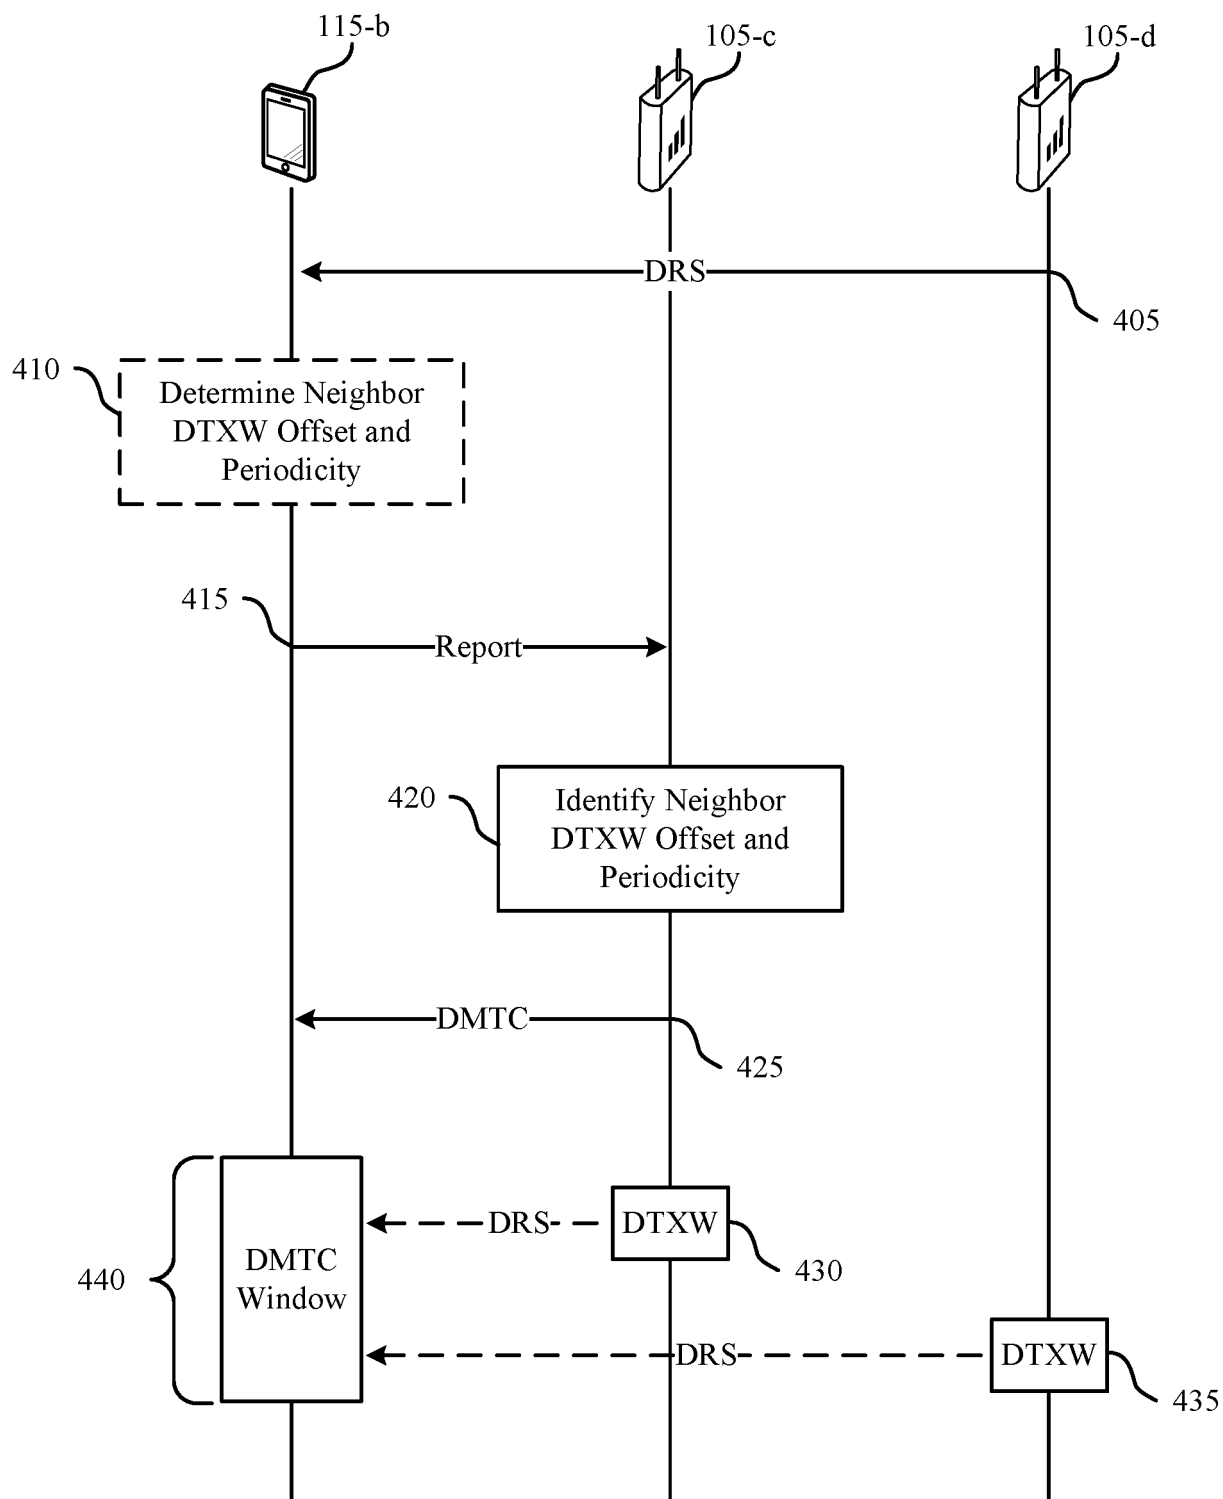 115-b
105-c
105-d
DRS
405
410
Determine Neighbor
DTXW Offset and
Periodicity
415
Report
420
Identify Neighbor
DTXW Offset and
Periodicity
DMTC
425
DRS
DTXW
430
440
DMTC
Window
DRS
DTXW
435